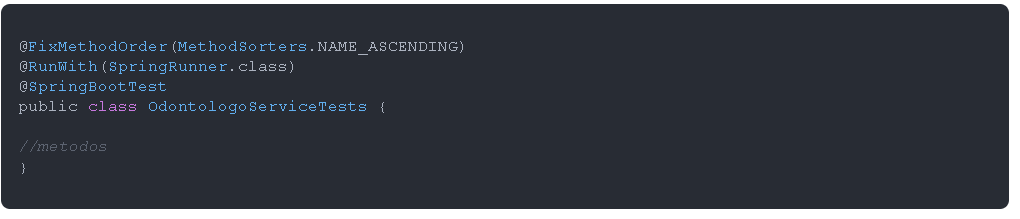 @FixMethodOrder(MethodSorters.NAME_ASCENDING)
@RunWith(SpringRunner.class)
@SpringBootTest
public class OdontologoServiceTests {
//metodos
}